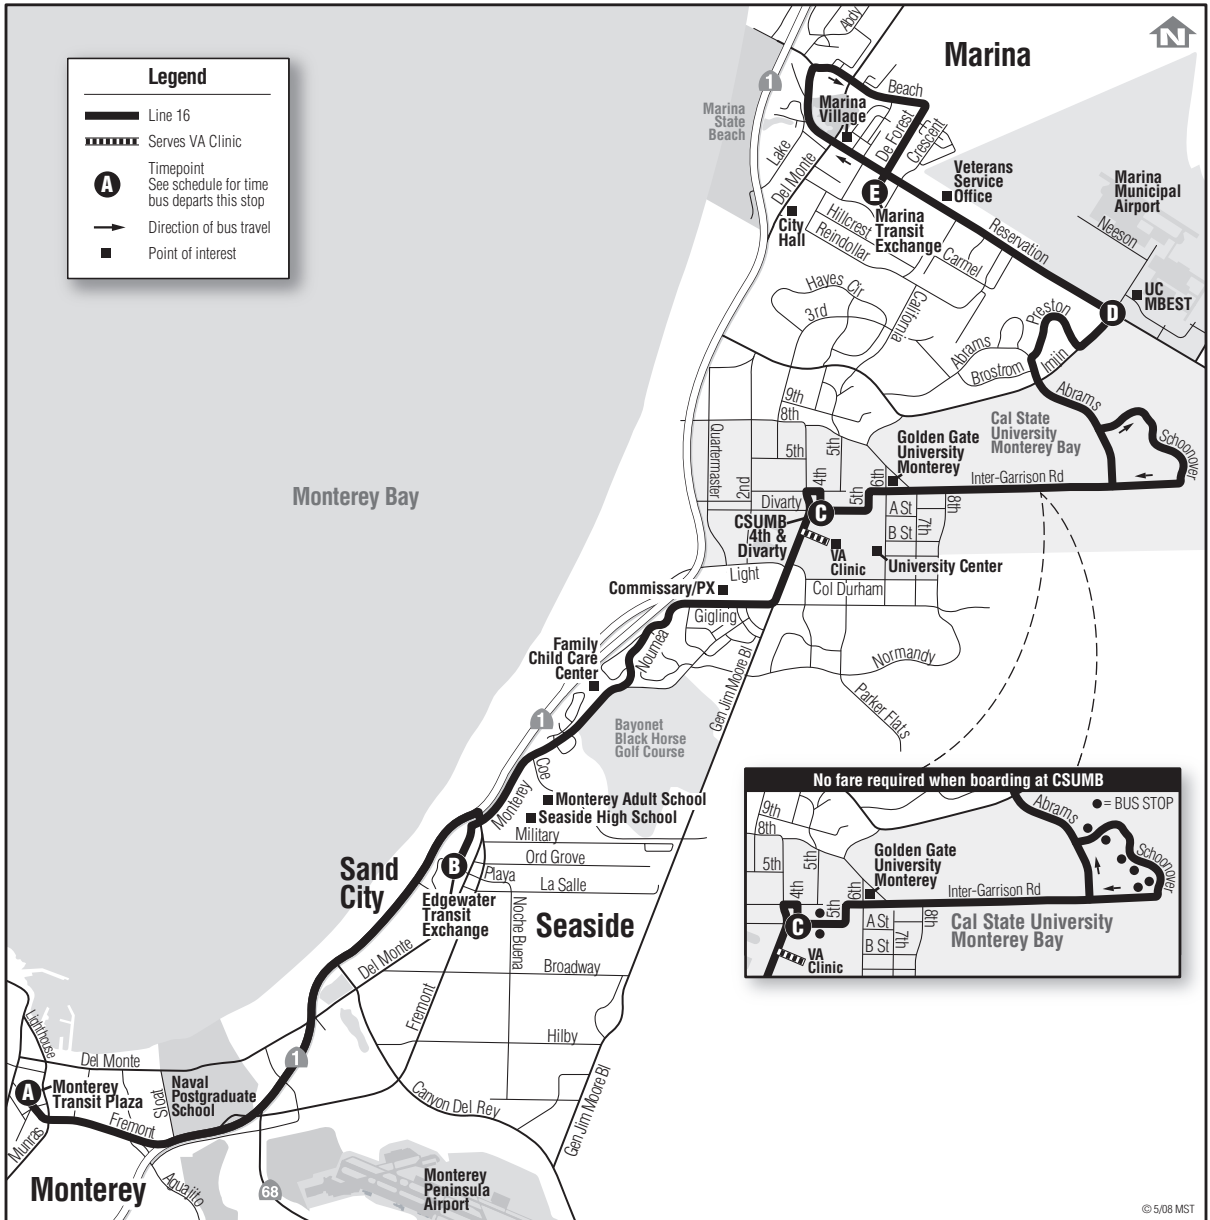 Marina
N
Legend
Line 16
Serves VA Clinic
A
Timepoint
See schedule for time
bus departs this stop
Direction of bus travel
Point of interest
Abdy
1
Marina
State
Beach
Beach
Marina
Village
De Forest
Crescent
Lake
Del Monte
E
Marina
Transit
Exchange
Veterans
Service
Office
Marina
Municipal
Airport
Neeson
City
Hall
Hillcrest
Reindollar
Carmel
Reservation
UC
MBEST
D
Hayes Cir
3rd
California
Preston
Abrams
Brostrom
Imjin
Abrams
Schoonover
9th
8th
5th
5th
4th
Quartermaster
2nd
Cal State
University
Monterey Bay
Golden Gate
University
Monterey
6th
5th
Inter-Garrison Rd
8th
7th
A St
B St
Divarty
C
CSUMB
4th &
Divarty
VA
Clinic
University Center
Monterey Bay
Light
Col Durham
Commissary/PX
Gigling
Noumea
Normandy
Parker Flats
Gen Jim Moore Bl
Family
Child Care
Center
1
Bayonet
Black Horse
Golf Course
Coe
Monterey
Monterey Adult School
Seaside High School
Military
Ord Grove
Playa
La Salle
Sand
City
B
Edgewater
Transit
Exchange
Noche Buena
Seaside
Del Monte
Broadway
Fremont
Hilby
Gen Jim Moore Bl
Canyon Del Rey
No fare required when boarding at CSUMB
= BUS STOP
Abrams
Schoonover
9th
8th
5th
5th
4th
Golden Gate
University
Monterey
6th
5th
Inter-Garrison Rd
8th
7th
A St
B St
C
VA
Clinic
Cal State University
Monterey Bay
Lighthouse
Del Monte
1
A
Monterey
Transit Plaza
Sloat
Naval
Postgraduate
School
Fremont
Munras
Monterey
Aguajito
68
Monterey
Peninsula
Airport
© 5/08 MST